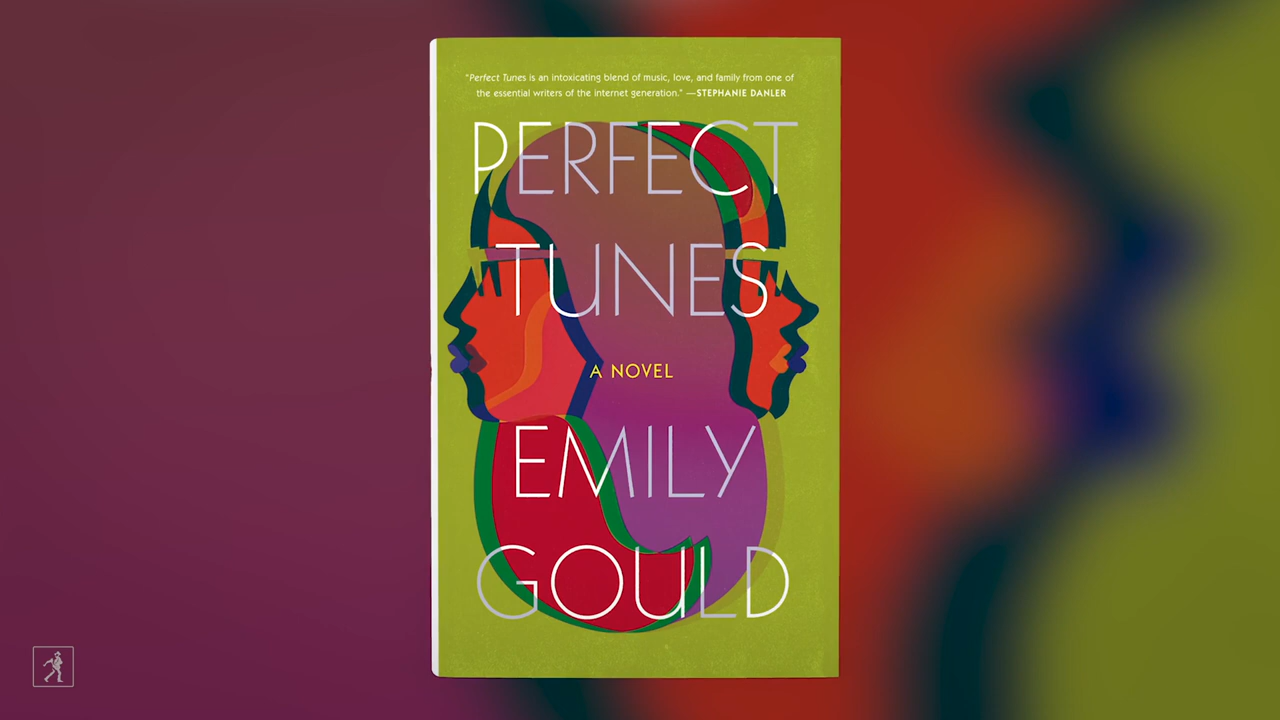 "Perfect Tunes is an intoxicating blend of music, love, and family from one of
the essential writers of the internet generation." —STEPHANIE DANLER
PERFECT
TUNES
A NOVEL
EMILY
GOULD